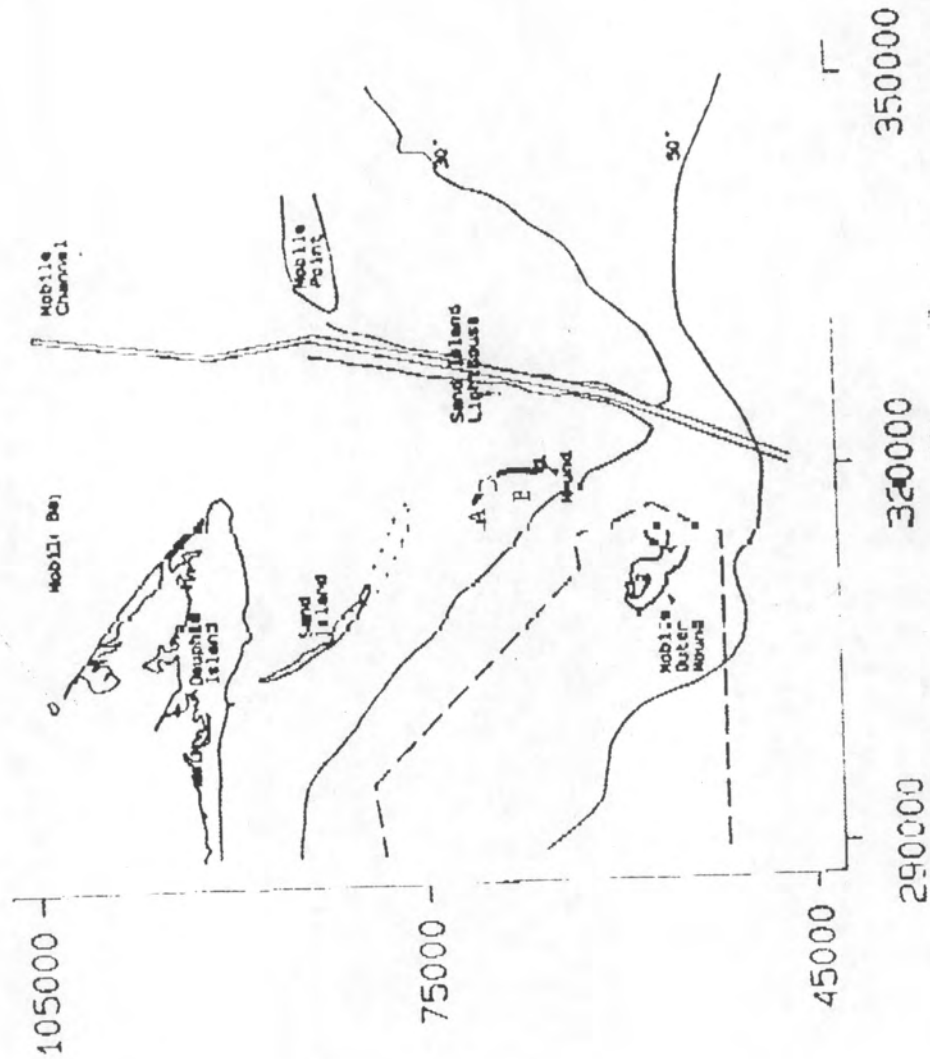 Mobile
Channel
Mobile Bay
Dauphin
Island
Mobile
Point
Sand
Island
Sand Island
Lighthouse
30'
A
B
Mound
50'
Mobile
Outer
Mound
105000
75000
45000
290000
320000
350000